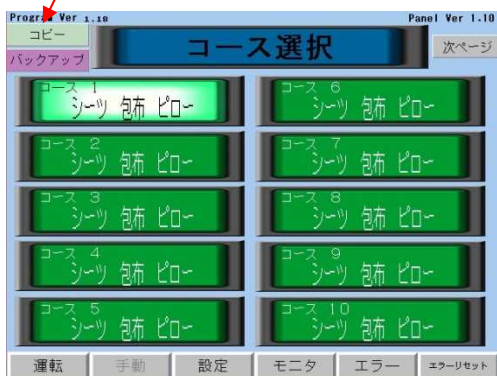 Program Ver 1.10
Panel Ver 1.10
コピー
バックアップ
コース選択
次ページ
コース 1
シーツ 包布 ピロー
コース 2
シーツ 包布 ピロー
コース 3
シーツ 包布 ピロー
コース 4
シーツ 包布 ピロー
コース 5
シーツ 包布 ピロー
コース 6
シーツ 包布 ピロー
コース 7
シーツ 包布 ピロー
コース 8
シーツ 包布 ピロー
コース 9
シーツ 包布 ピロー
コース 10
シーツ 包布 ピロー
運転
手動
設定
モニタ
エラー
エラーリセット